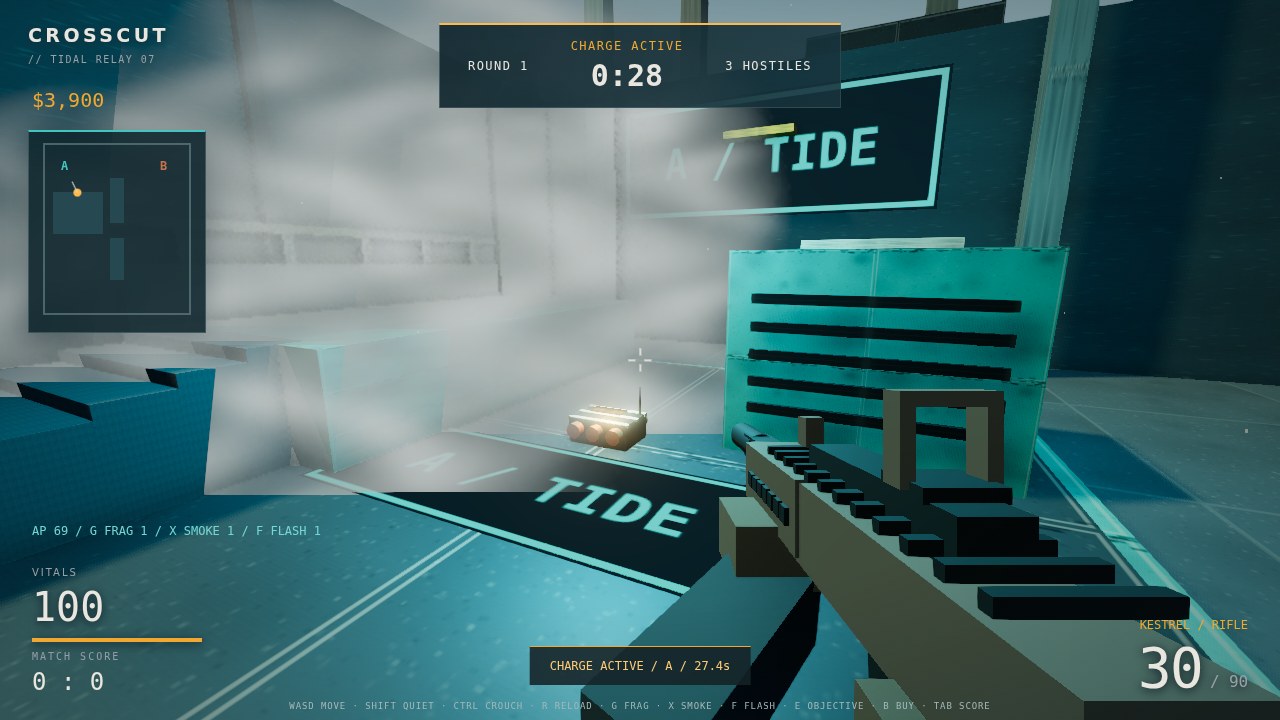 CROSSCUT
// TIDAL RELAY 07
$3,900
CHARGE ACTIVE
ROUND 1
0:28
3 HOSTILES
A
B
A / TIDE
A / TIDE
AP 69 / G FRAG 1 / X SMOKE 1 / F FLASH 1
VITALS
100
MATCH SCORE
0 : 0
CHARGE ACTIVE / A / 27.4s
KESTREL / RIFLE
30 / 90
WASD MOVE · SHIFT QUIET · CTRL CROUCH · R RELOAD · G FRAG · X SMOKE · F FLASH · E OBJECTIVE · B BUY · TAB SCORE